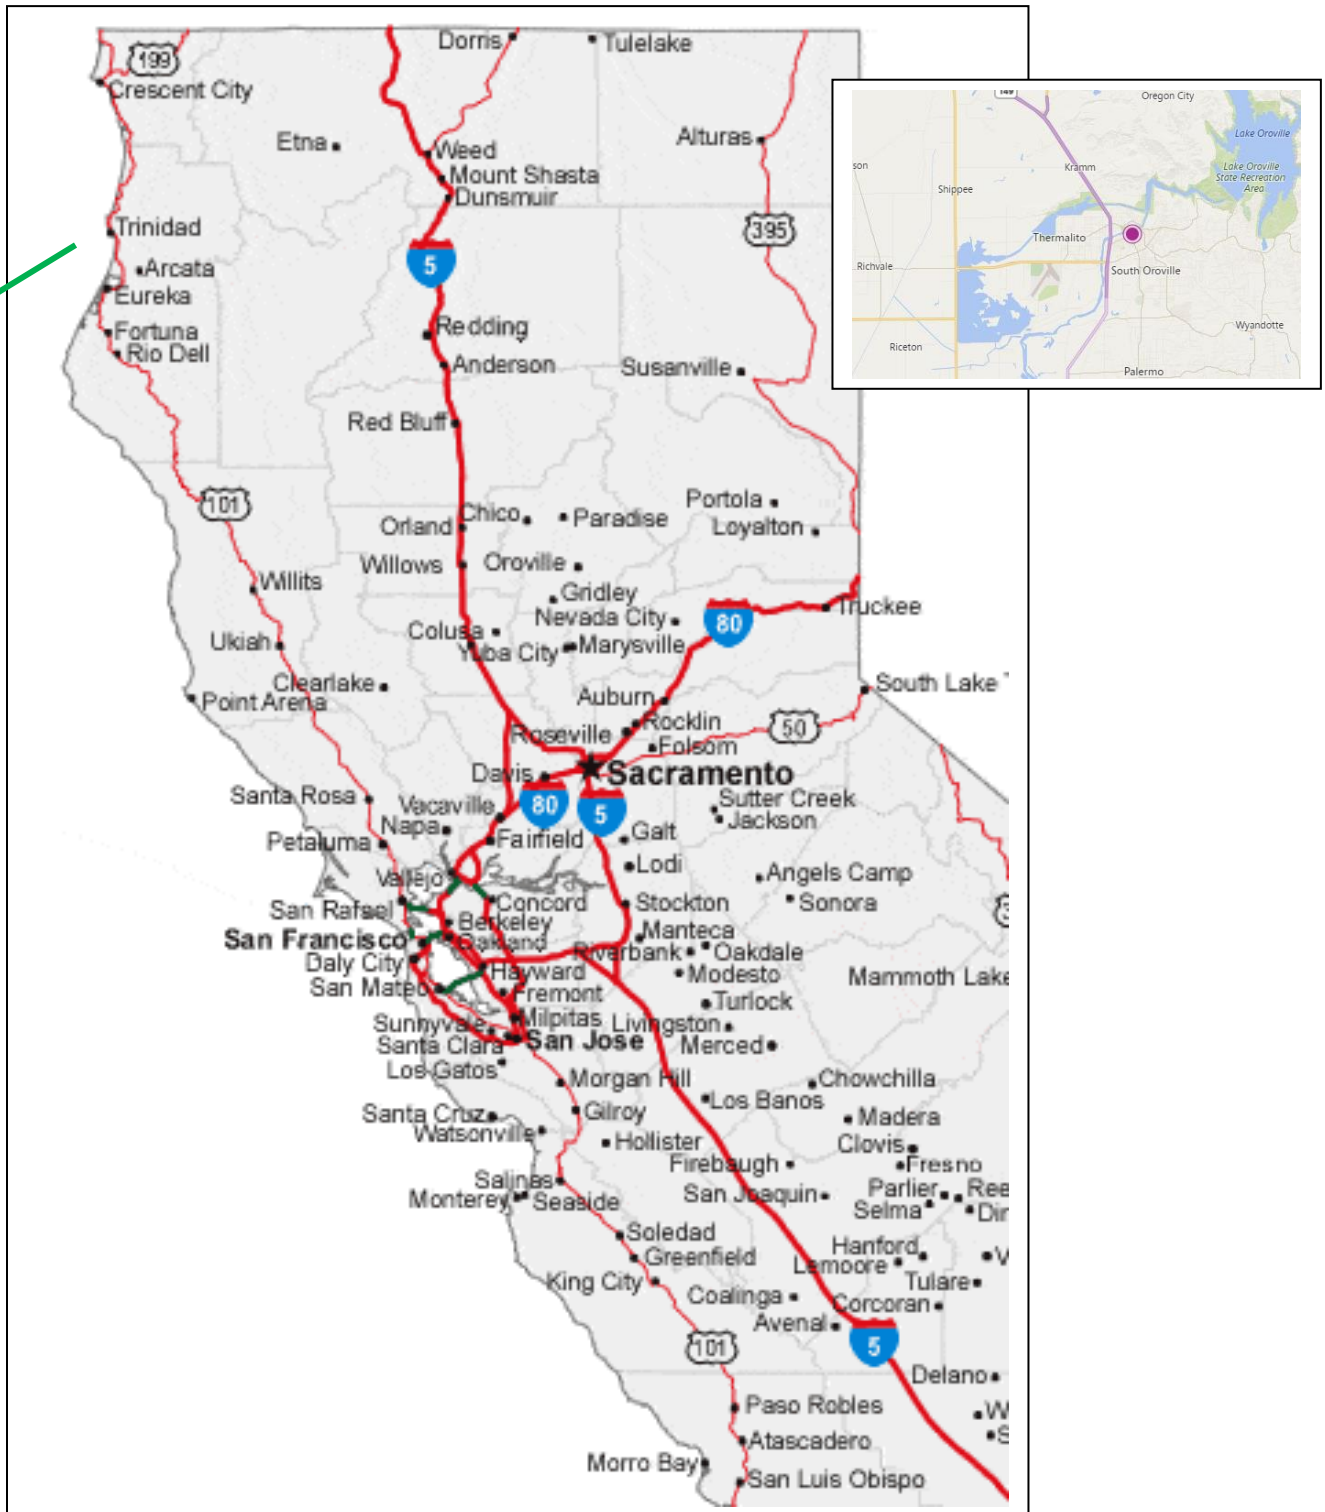 Dorris
Tulelake
199
Crescent City
Etna
Weed
Alturas
Mount Shasta
Dunsmuir
Trinidad
395
5
Arcata
Eureka
Redding
Fortuna
Rio Dell
Anderson
Susanville
Red Bluff
101
Portola
Chico
Paradise
Orland
Loyalton
Willows
Oroville
Willits
Gridley
Truckee
Nevada City
80
Colusa
Ukiah
Yuba City
Marysville
Clearlake
South Lake
Point Arena
Auburn
Rocklin
50
Roseville
Folsom
Davis
Sacramento
Santa Rosa
Vacaville
80
5
Sutter Creek
Jackson
Napa
Galt
Petaluma
Fairfield
Lodi
Vallejo
Angels Camp
San Rafael
Concord
Stockton
Sonora
Berkeley
Manteca
San Francisco
Oakland
Riverbank
Oakdale
Daly City
Hayward
Modesto
Mammoth Lake
San Mateo
Fremont
Turlock
Milpitas
Sunnyvale
Livingston
Santa Clara
San Jose
Merced
Los Gatos
Morgan Hill
Chowchilla
Los Banos
Santa Cruz
Gilroy
Madera
Watsonville
Hollister
Clovis
Firebaugh
Fresno
Salinas
San Joaquin
Parlier
Ree
Monterey
Seaside
Selma
Din
Soledad
Hanford
Greenfield
Lemoore
V
King City
Tulare
Coalinga
Corcoran
Avenal
5
101
Delano
Paso Robles
W
Atascadero
S
Morro Bay
San Luis Obispo
149
Oregon City
Lake Oroville
son
Kramm
Lake Oroville
State Recreation
Area
Shippee
Thermalito
Richvale
South Oroville
Wyandotte
Riceton
Palermo